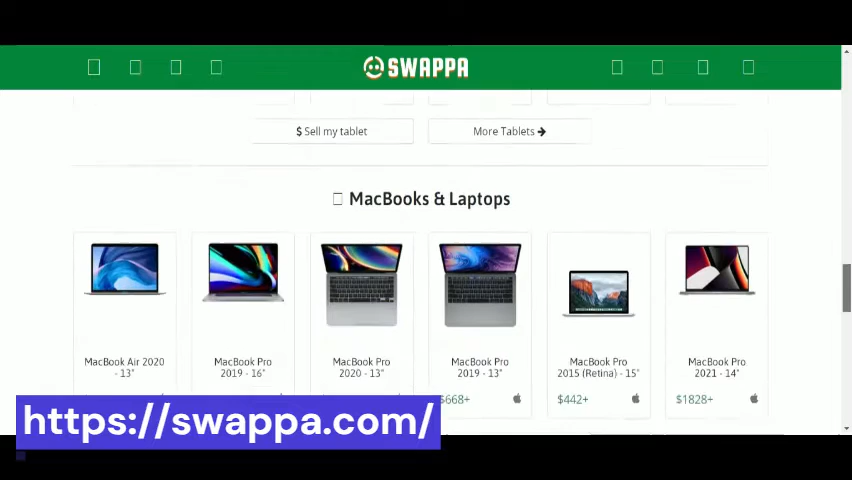 SWAPPA
$ Sell my tablet
More Tablets
MacBooks & Laptops
MacBook Air 2020
- 13"
MacBook Pro
2019 - 16"
MacBook Pro
2020 - 13"
MacBook Pro
2019 - 13"
MacBook Pro
2015 (Retina) - 15"
MacBook Pro
2021 - 14"
$668+
$442+
$1828+
https://swappa.com/